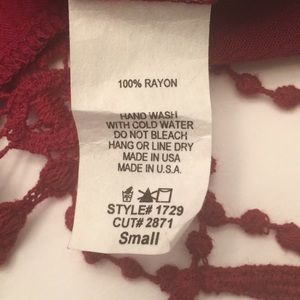 100% RAYON
HAND WASH
WITH COLD WATER
DO NOT BLEACH
HANG OR LINE DRY
MADE IN USA
MADE IN U.S.A.
STYLE# 1729
CUT# 2871
Small